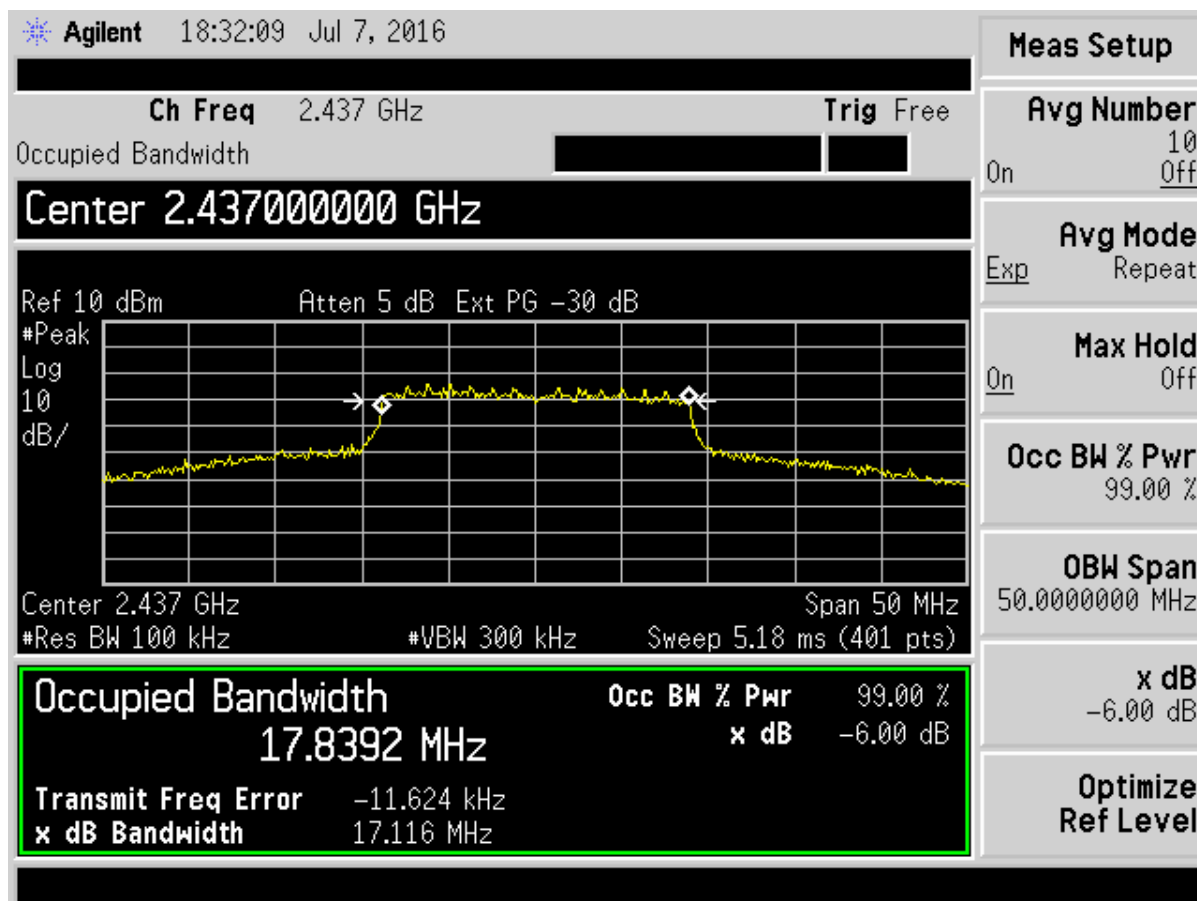 Agilent 18:32:09 Jul 7, 2016
Meas Setup
Ch Freq 2.437 GHz Trig Free
Occupied Bandwidth
Center 2.437000000 GHz
Ref 10 dBm Atten 5 dB Ext PG -30 dB
#Peak
Log
10
dB/
Center 2.437 GHz Span 50 MHz
#Res BW 100 kHz #VBW 300 kHz Sweep 5.18 ms (401 pts)
Occupied Bandwidth Occ BW % Pwr 99.00 %
17.8392 MHz x dB -6.00 dB
Transmit Freq Error -11.624 kHz
x dB Bandwidth 17.116 MHz
Avg Number
10
On Off
Avg Mode
Exp Repeat
Max Hold
On Off
Occ BW % Pwr
99.00 %
OBW Span
50.0000000 MHz
x dB
-6.00 dB
Optimize
Ref Level